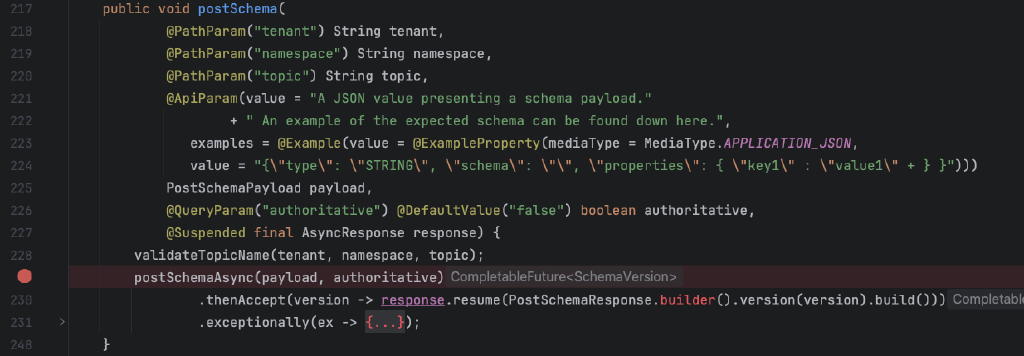 217 public void postSchema(
218 @PathParam("tenant") String tenant,
219 @PathParam("namespace") String namespace,
220 @PathParam("topic") String topic,
221 @ApiParam(value = "A JSON value presenting a schema payload."
222 + " An example of the expected schema can be found down here.",
223 examples = @Example(value = @ExampleProperty(mediaType = MediaType.APPLICATION_JSON,
224 value = "{\"type\": \"STRING\", \"schema\": \"\", \"properties\": { \"key1\" : \"value1\" + } }")))
225 PostSchemaPayload payload,
226 @QueryParam("authoritative") @DefaultValue("false") boolean authoritative,
227 @Suspended final AsyncResponse response) {
228 validateTopicName(tenant, namespace, topic);
postSchemaAsync(payload, authoritative) CompletableFuture<SchemaVersion>
230 .thenAccept(version -> response.resume(PostSchemaResponse.builder().version(version).build()))
231 .exceptionally(ex -> {...});
248 }